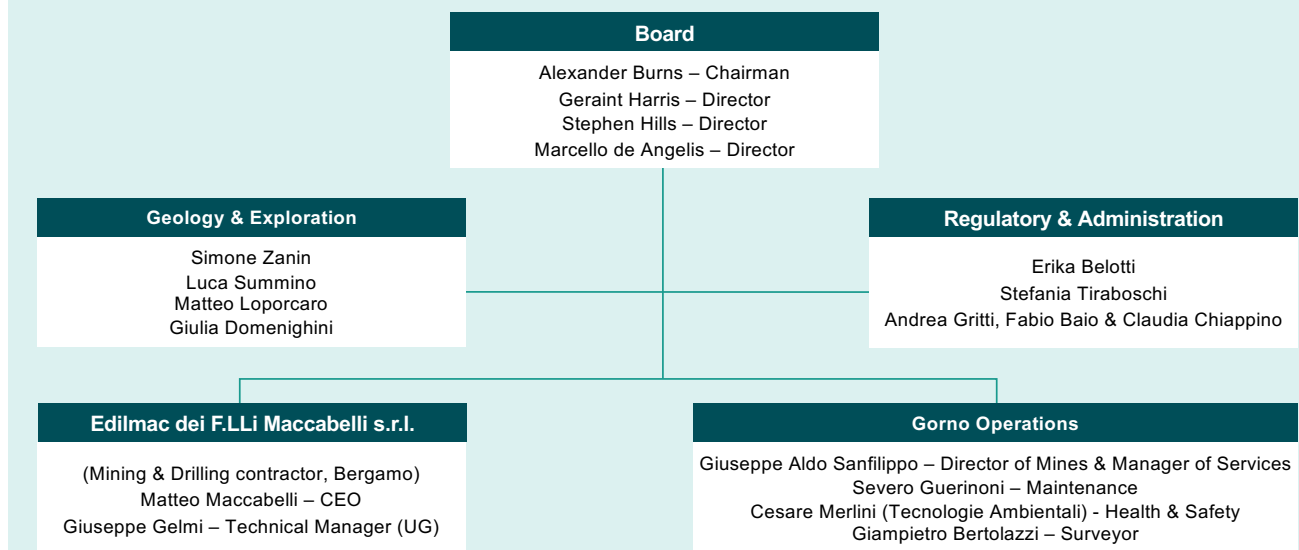 Board
Alexander Burns – Chairman
Geraint Harris – Director
Stephen Hills – Director
Marcello de Angelis – Director
Geology & Exploration
Simone Zanin
Luca Summino
Matteo Loporcaro
Giulia Domenighini
Regulatory & Administration
Erika Belotti
Stefania Tiraboschi
Andrea Gritti, Fabio Baio & Claudia Chiappino
Edilmac dei F.LLi Maccabelli s.r.l.
(Mining & Drilling contractor, Bergamo)
Matteo Maccabelli – CEO
Giuseppe Gelmi – Technical Manager (UG)
Gorno Operations
Giuseppe Aldo Sanfilippo – Director of Mines & Manager of Services
Severo Guerinoni – Maintenance
Cesare Merlini (Tecnologie Ambientali) - Health & Safety
Giampietro Bertolazzi – Surveyor